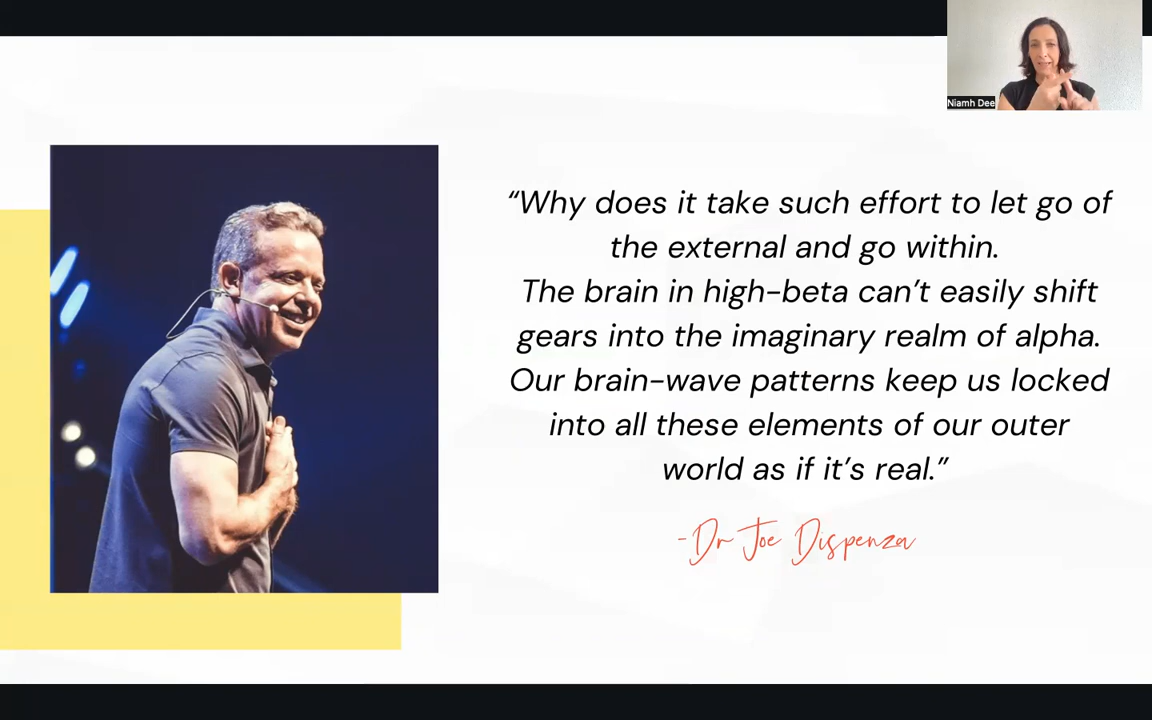 Niamh Dee
“Why does it take such effort to let go of
the external and go within.
The brain in high-beta can’t easily shift
gears into the imaginary realm of alpha.
Our brain-wave patterns keep us locked
into all these elements of our outer
world as if it’s real.”
-Dr Joe Dispenza